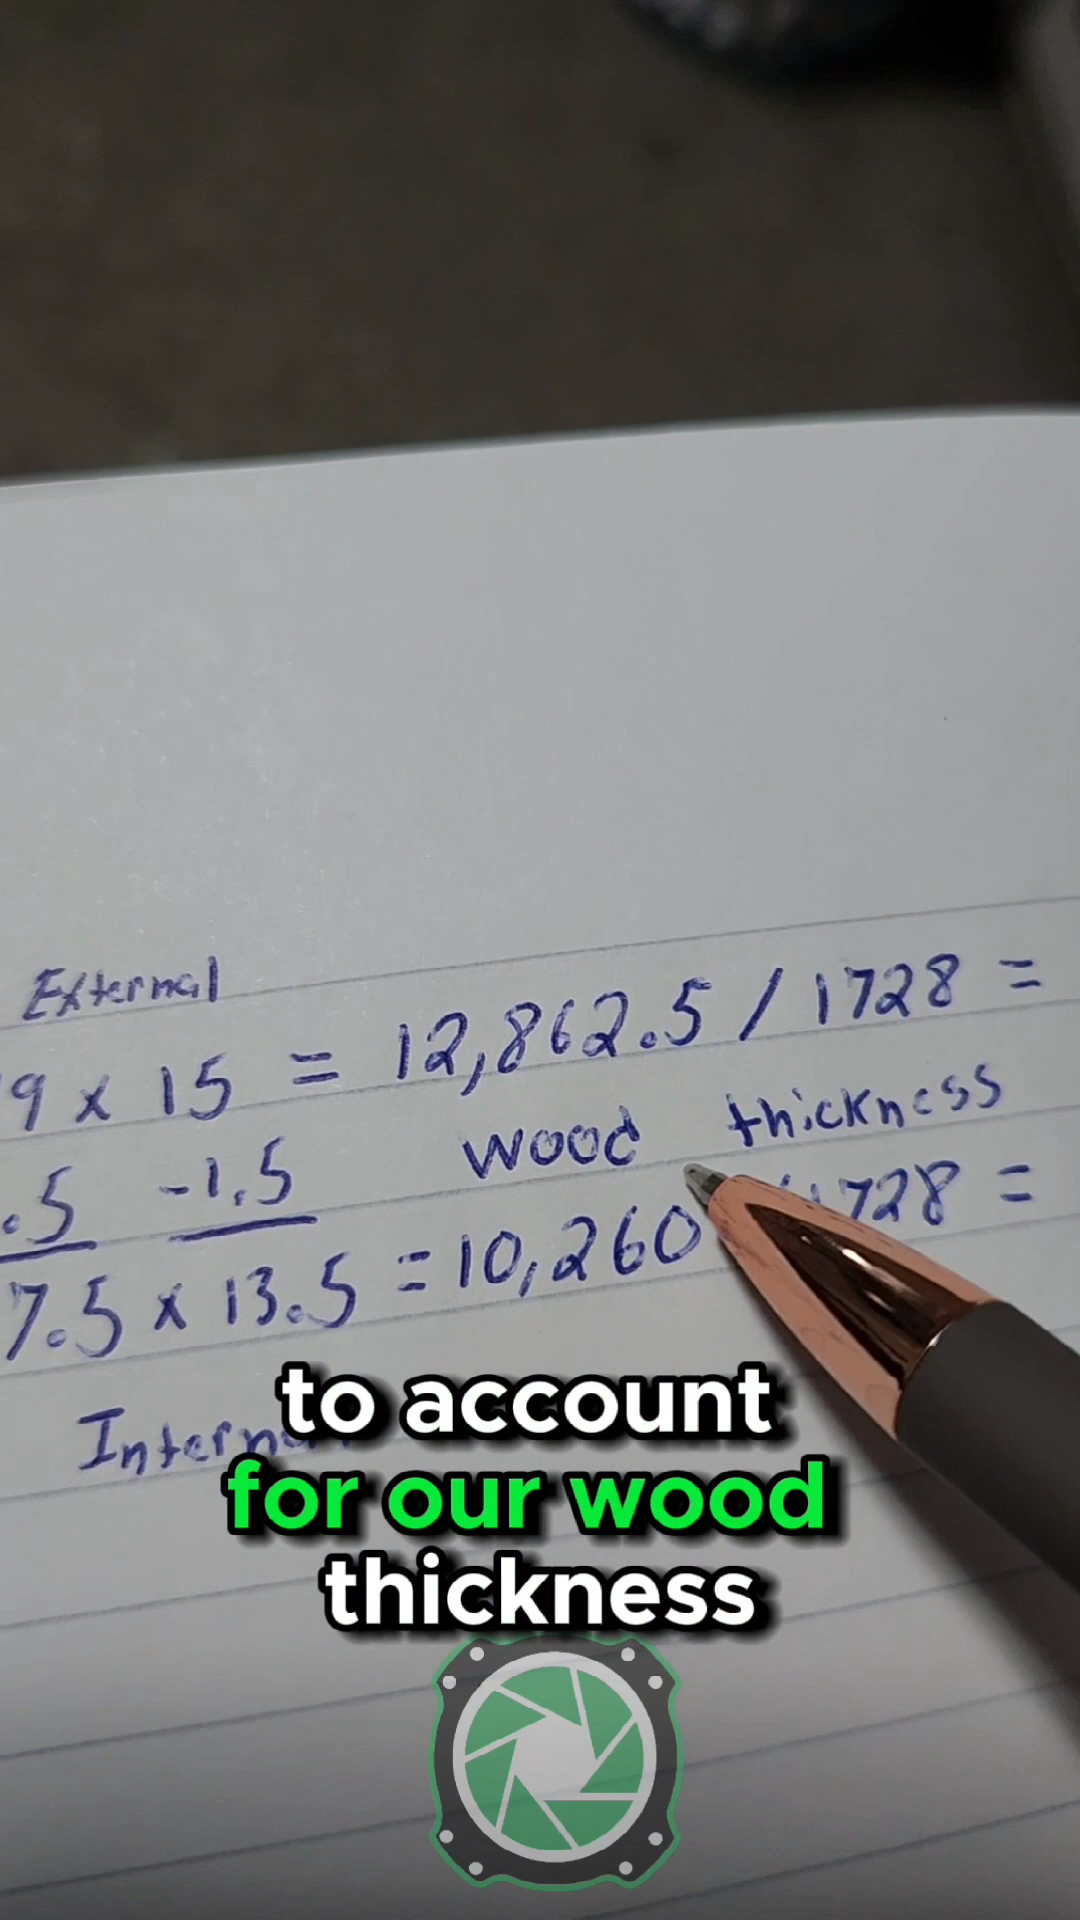 External
9 x 15 = 12,862.5 / 1728 =
.5 -1.5 wood thickness
7.5 x 13.5 = 10,260 1728 =
to account
for our wood
thickness